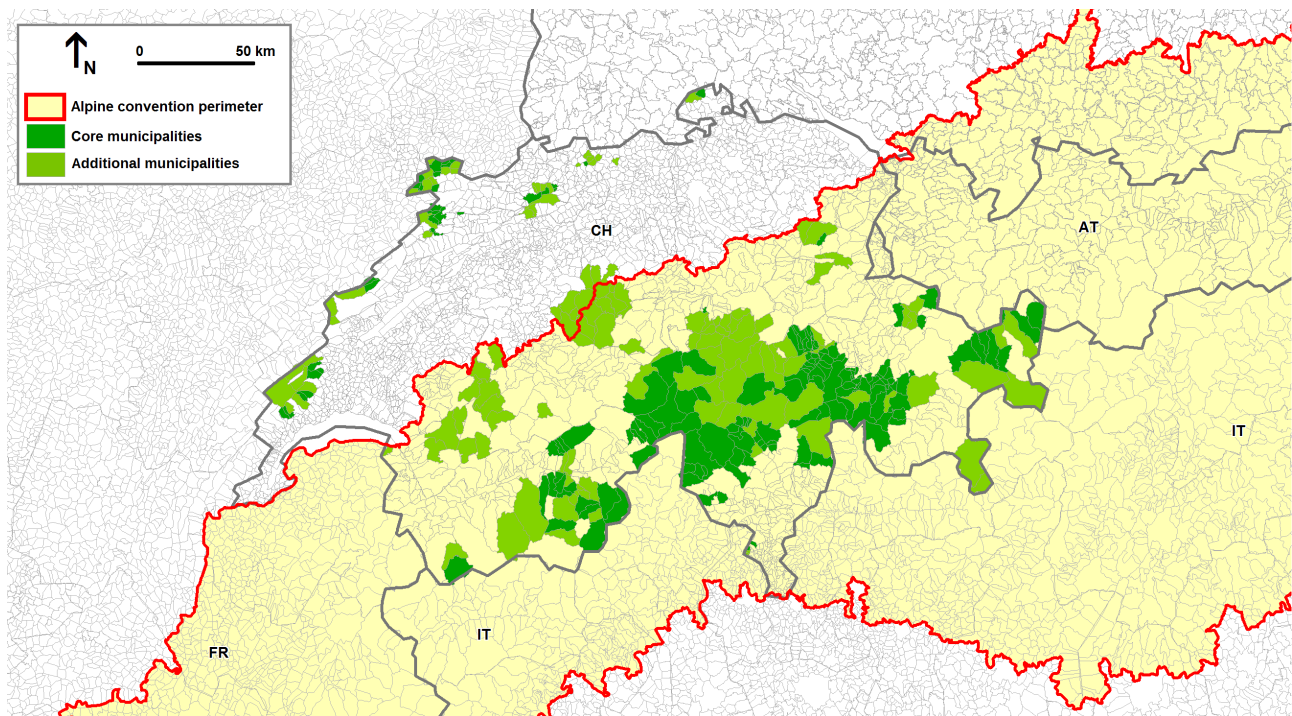 N
0 50 km
Alpine convention perimeter
Core municipalities
Additional municipalities
CH
AT
IT
IT
FR